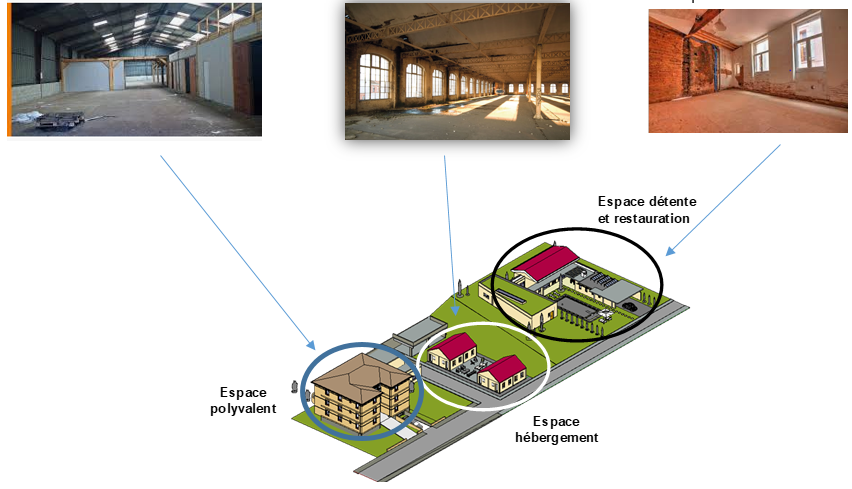 Espace détente
et restauration
Espace
polyvalent
Espace
hébergement